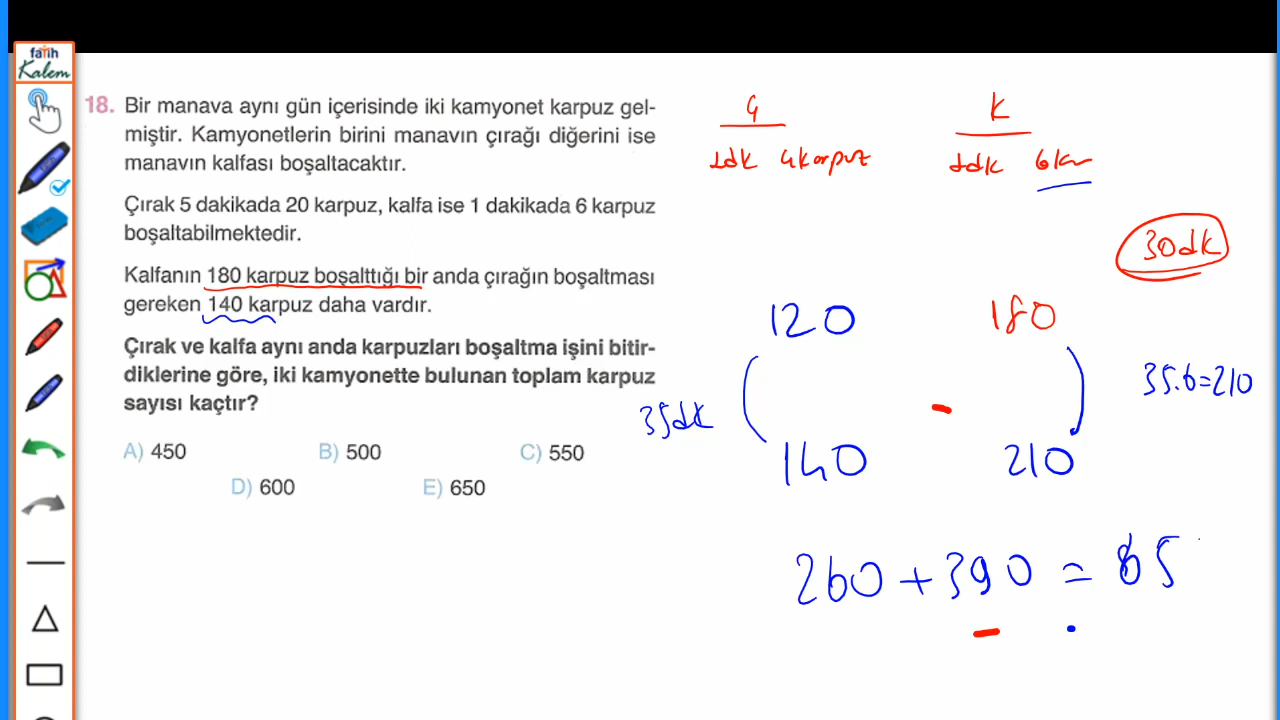 fatih
Kalem
18. Bir manava aynı gün içerisinde iki kamyonet karpuz gel-
miştir. Kamyonetlerin birini manavın çırağı diğerini ise
manavın kalfası boşaltacaktır.
Çırak 5 dakikada 20 karpuz, kalfa ise 1 dakikada 6 karpuz
boşaltabilmektedir.
Kalfanın 180 karpuz boşalttığı bir anda çırağın boşaltması
gereken 140 karpuz daha vardır.
Çırak ve kalfa aynı anda karpuzları boşaltma işini bitir-
diklerine göre, iki kamyonette bulunan toplam karpuz
sayısı kaçtır?
A) 450 B) 500 C) 550
D) 600 E) 650
Ç K
1dk 4karpuz 1dk 6kar
30dk
120 180
35dk 35.6=210
140 210
260+390=65